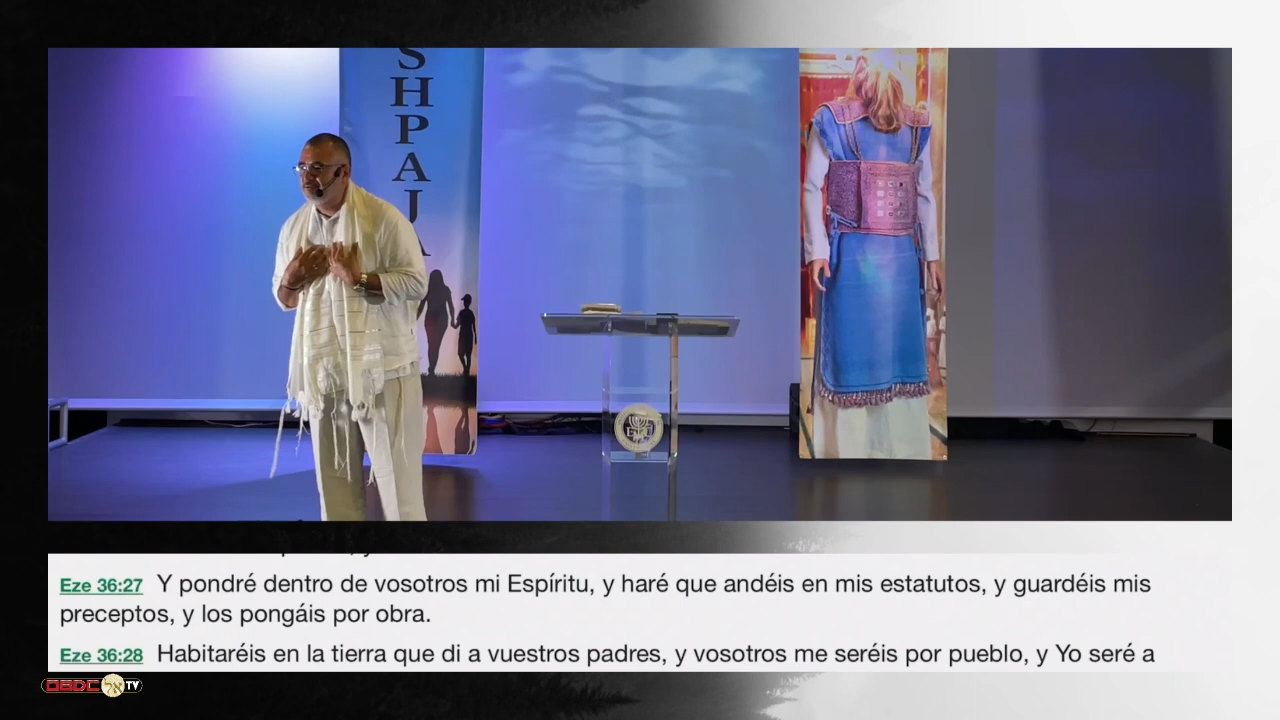 S
H
P
A
J
Eze 36:27 Y pondré dentro de vosotros mi Espíritu, y haré que andéis en mis estatutos, y guardéis mis
preceptos, y los pongáis por obra.
Eze 36:28 Habitaréis en la tierra que di a vuestros padres, y vosotros me seréis por pueblo, y Yo seré a
TV